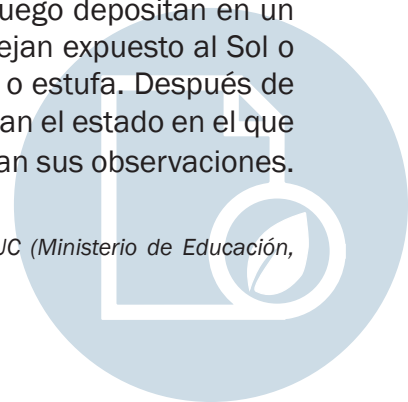 uego depositan en un
ejan expuesto al Sol o
o estufa. Después de
an el estado en el que
an sus observaciones.
UC (Ministerio de Educación,